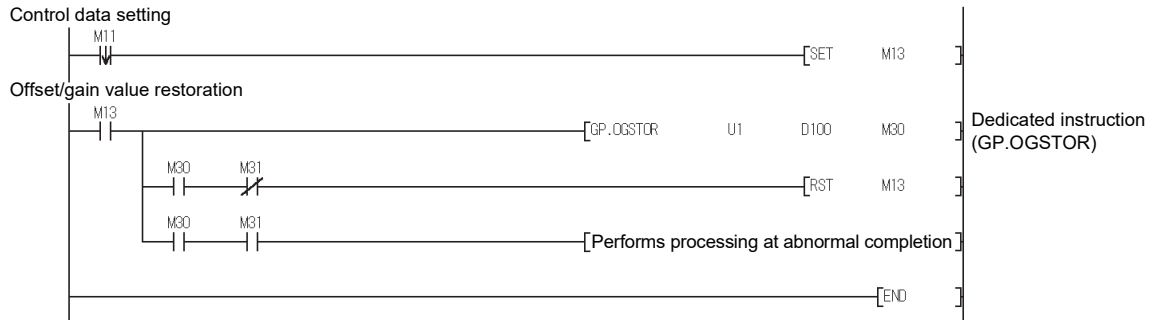 Control data setting
M11
SET M13
Offset/gain value restoration
M13
GP.OGSTOR U1 D100 M30
Dedicated instruction
(GP.OGSTOR)
M30 M31
RST M13
M30 M31
Performs processing at abnormal completion
END